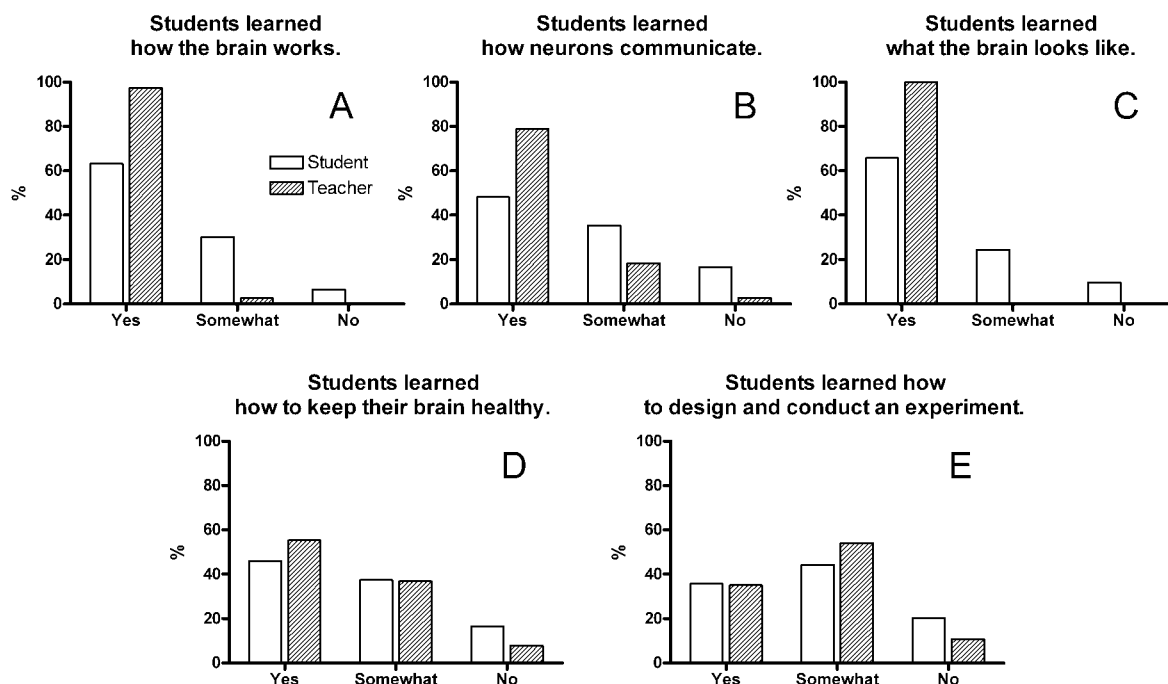 Students learned
how the brain works.
Students learned
how neurons communicate.
Students learned
what the brain looks like.
100
80
60
40
20
0
%
A
Student
Teacher
Yes Somewhat No
100
80
60
40
20
0
%
B
Yes Somewhat No
100
80
60
40
20
0
%
C
Yes Somewhat No
Students learned
how to keep their brain healthy.
Students learned how
to design and conduct an experiment.
100
80
60
40
20
0
%
D
Yes Somewhat No
100
80
60
40
20
0
%
E
Yes Somewhat No